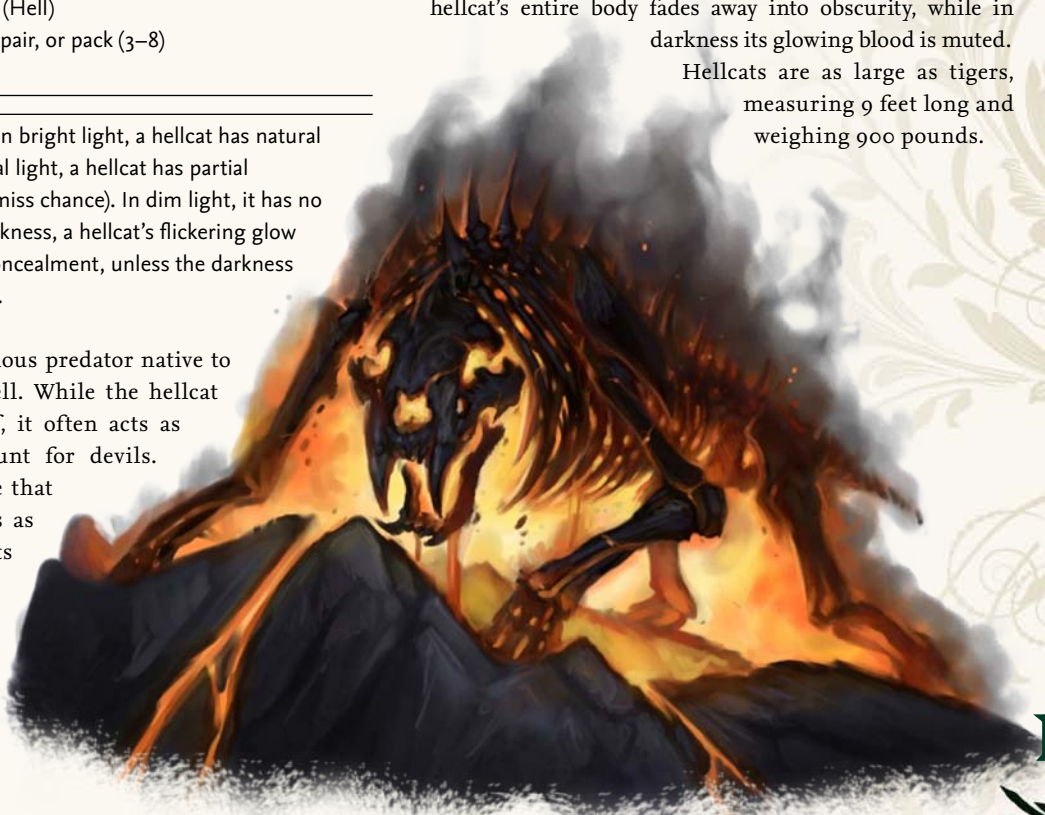 (Hell)
pair, or pack (3–8)
n bright light, a hellcat has natural
al light, a hellcat has partial
miss chance). In dim light, it has no
kness, a hellcat's flickering glow
oncealment, unless the darkness
.
ious predator native to
ell. While the hellcat
f, it often acts as
unt for devils.
e that
s as
ts
hellcat's entire body fades away into obscurity, while in
darkness its glowing blood is muted.
Hellcats are as large as tigers,
measuring 9 feet long and
weighing 900 pounds.